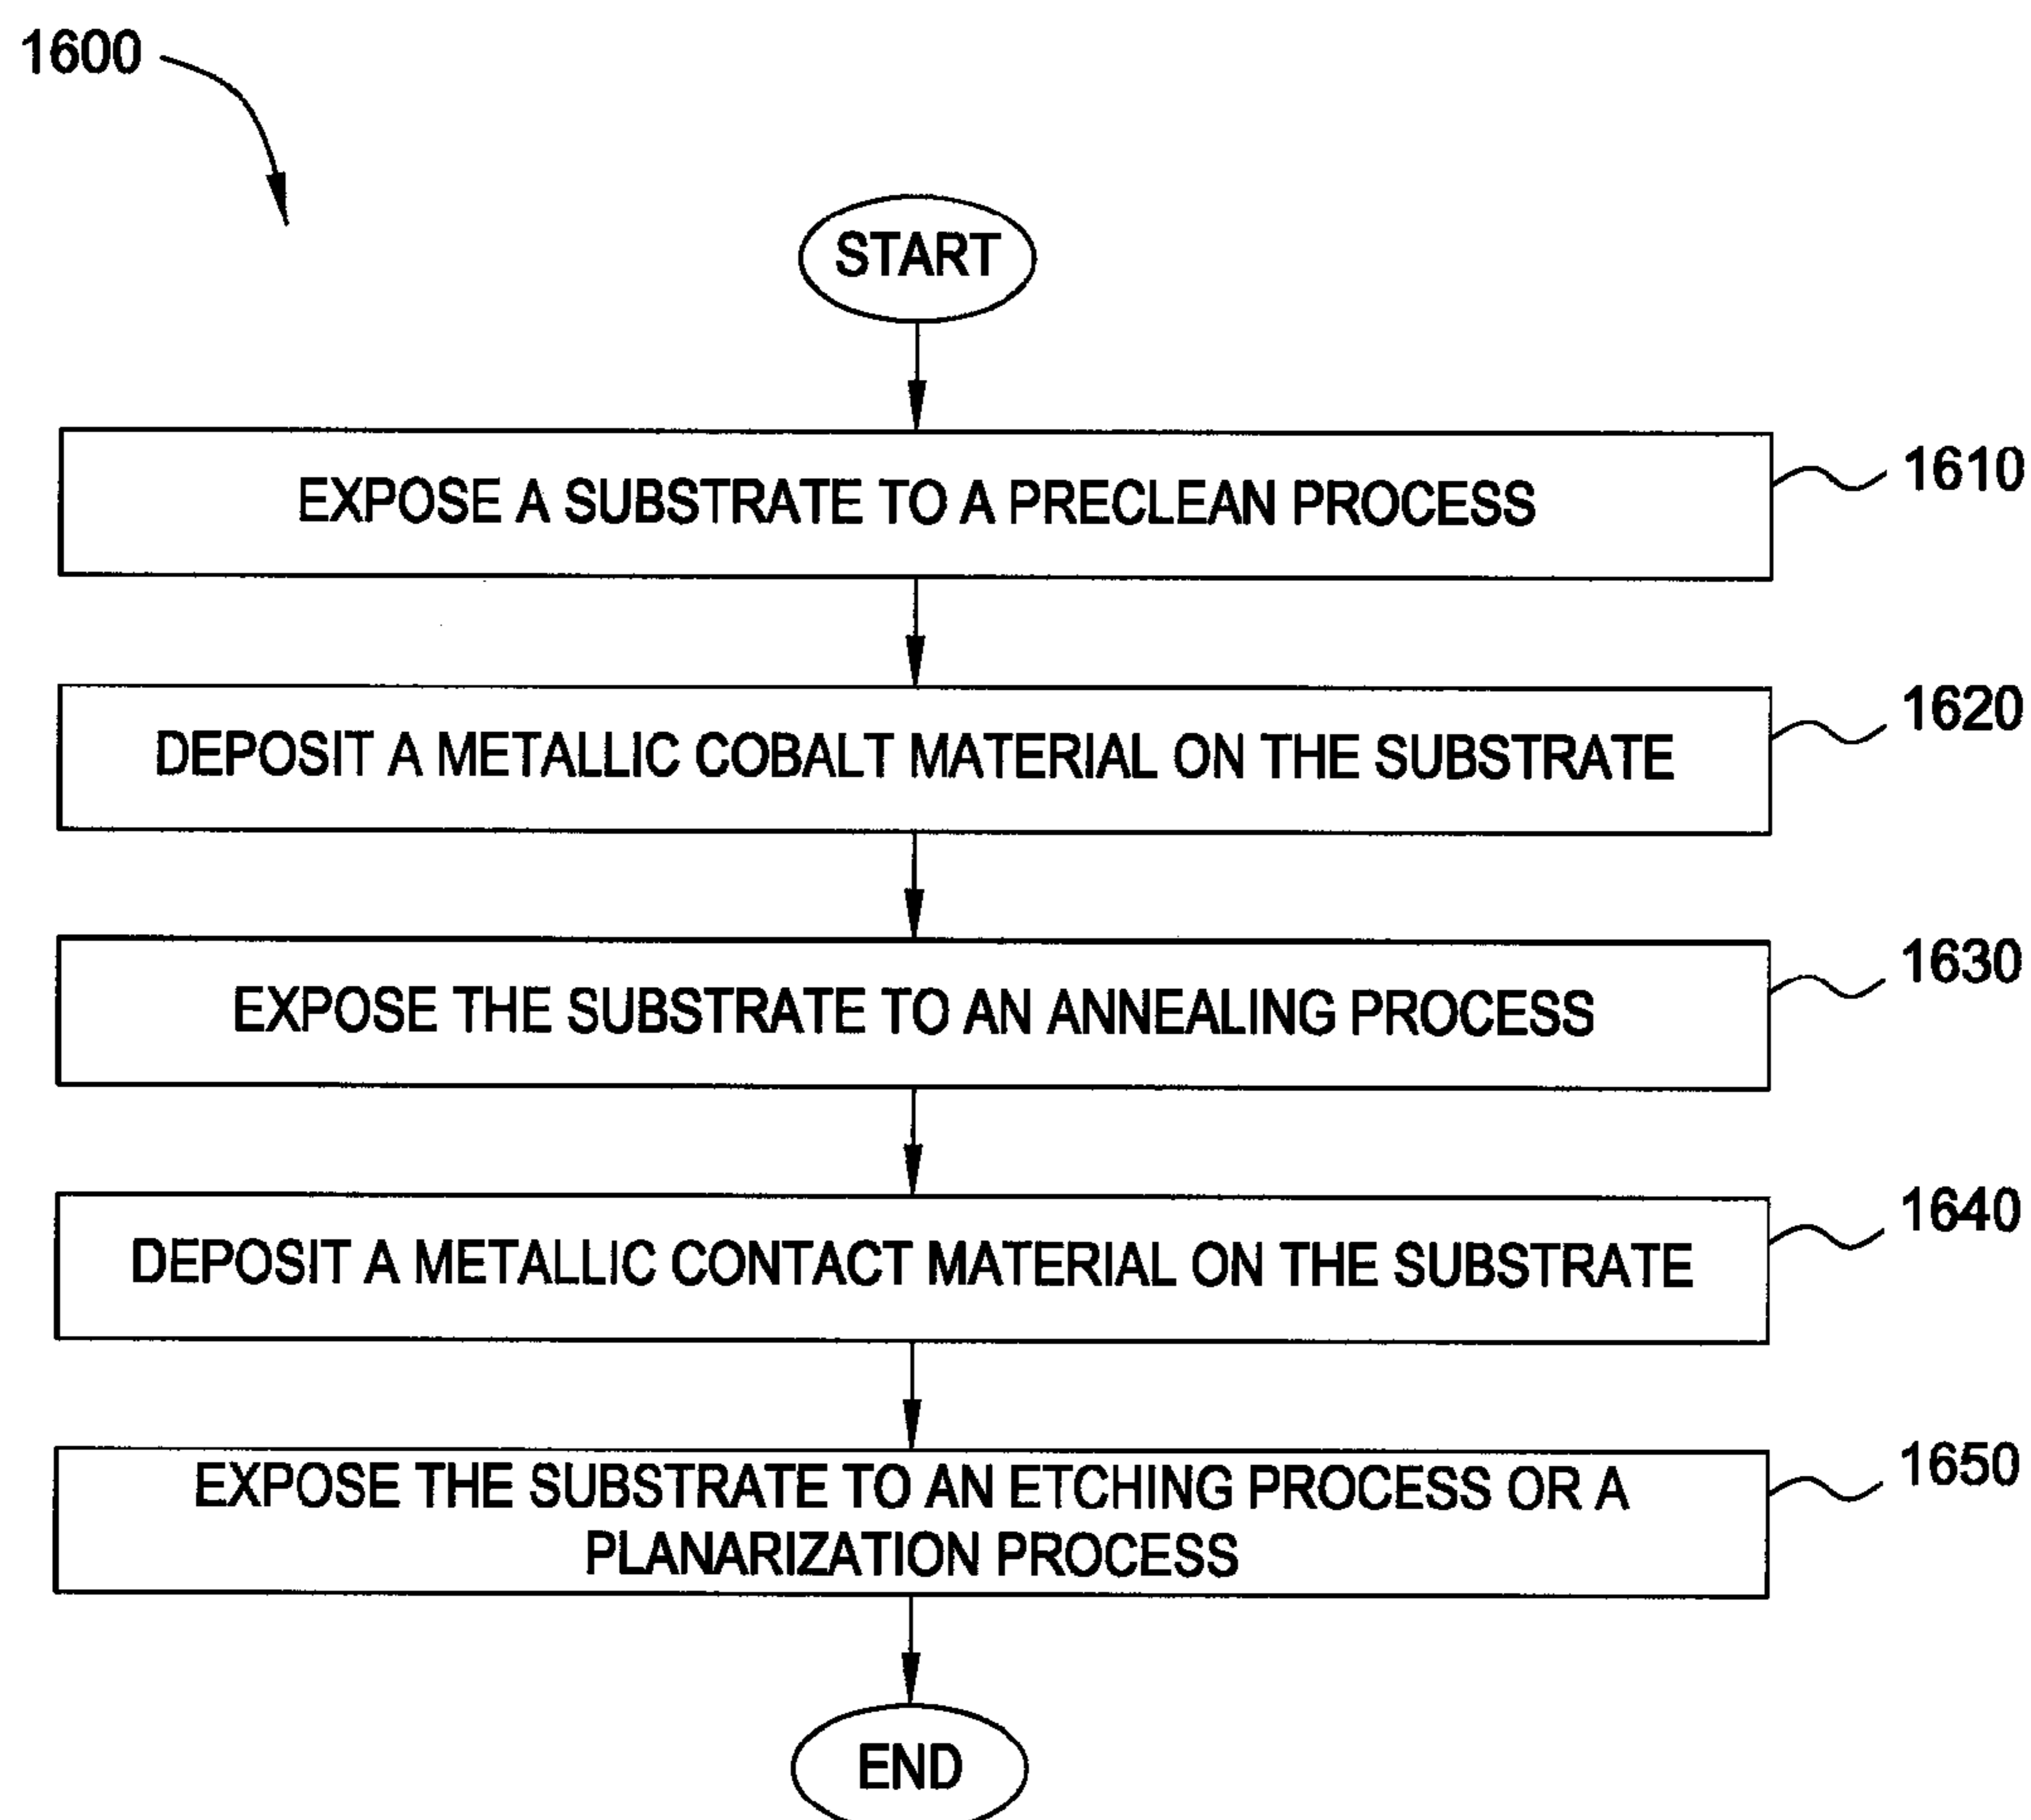 1600
START
EXPOSE A SUBSTRATE TO A PRECLEAN PROCESS
1610
DEPOSIT A METALLIC COBALT MATERIAL ON THE SUBSTRATE
1620
EXPOSE THE SUBSTRATE TO AN ANNEALING PROCESS
1630
DEPOSIT A METALLIC CONTACT MATERIAL ON THE SUBSTRATE
1640
EXPOSE THE SUBSTRATE TO AN ETCHING PROCESS OR A
PLANARIZATION PROCESS
1650
END